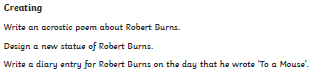 Creating
Write an acrostic poem about Robert Burns.
Design a new statue of Robert Burns.
Write a diary entry for Robert Burns on the day that he wrote 'To a Mouse'.